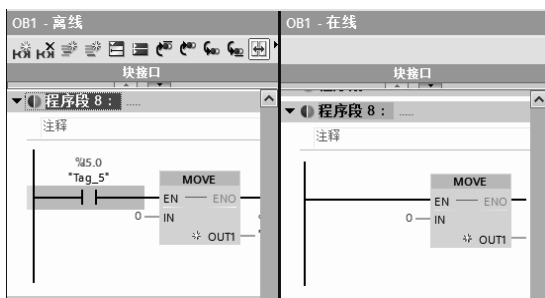 OB1 - 离线
OB1 - 在线
块接口
块接口
程序段 8： .....
程序段 8： .....
注释
注释
%I5.0
"Tag_5"
MOVE
EN ENO
0 IN
OUT1
MOVE
EN ENO
0 IN
OUT1